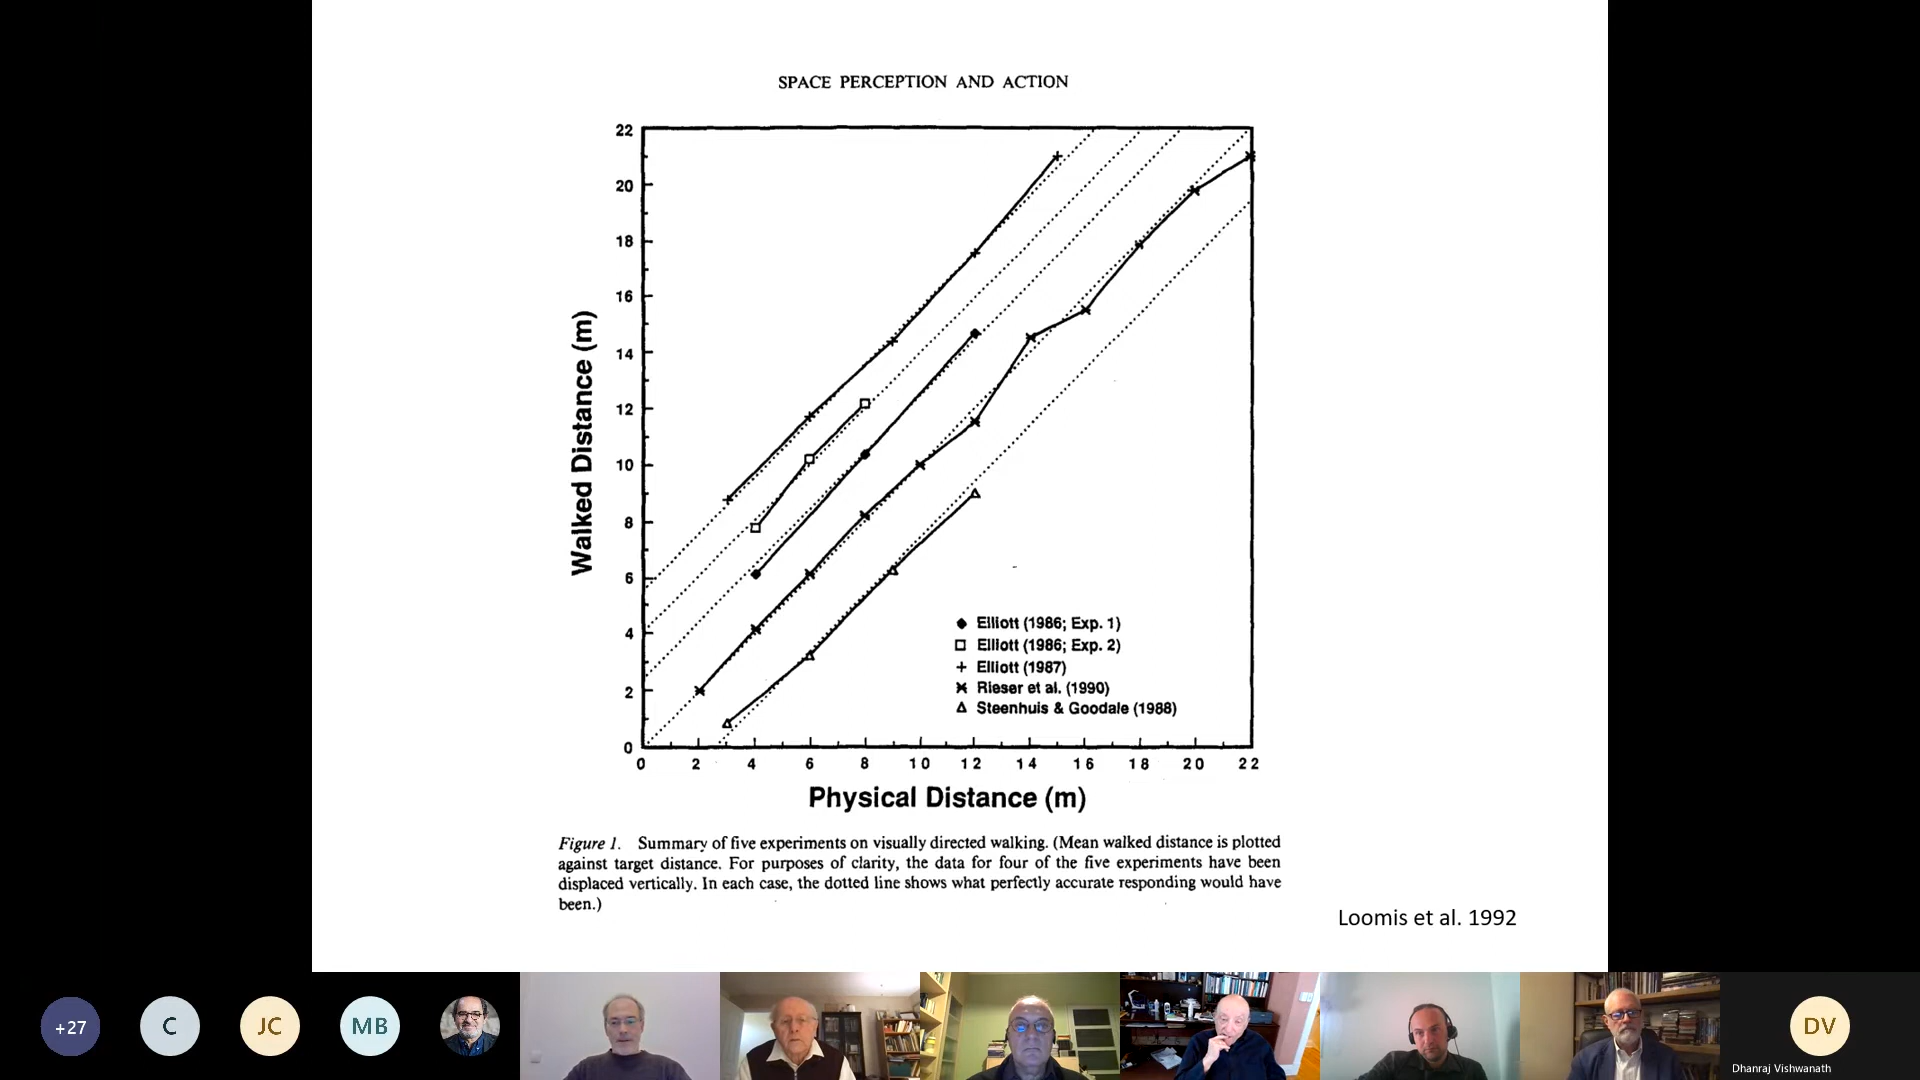 SPACE PERCEPTION AND ACTION
22
20
18
16
14
12
10
8
6
4
2
0
Walked Distance (m)
0 2 4 6 8 10 12 14 16 18 20 22
Physical Distance (m)
Elliott (1986; Exp. 1)
Elliott (1986; Exp. 2)
Elliott (1987)
Rieser et al. (1990)
Steenhuis & Goodale (1988)
Figure 1. Summary of five experiments on visually directed walking. (Mean walked distance is plotted
against target distance. For purposes of clarity, the data for four of the five experiments have been
displaced vertically. In each case, the dotted line shows what perfectly accurate responding would have
been.)
Loomis et al. 1992
+27
C
JC
MB
DV
Dhanraj Vishwanath